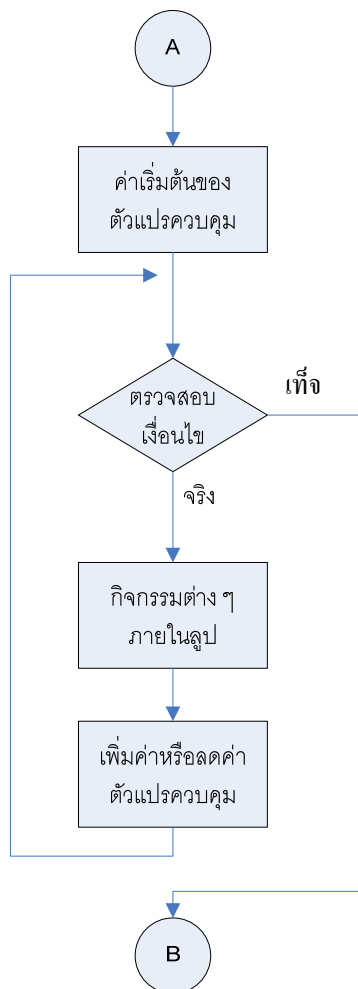 A
ค่าเริ่มต้นของ
ตัวแปรควบคุม
ตรวจสอบ
เงื่อนไข
เท็จ
จริง
กิจกรรมต่าง ๆ
ภายในลูป
เพิ่มค่าหรือลดค่า
ตัวแปรควบคุม
B